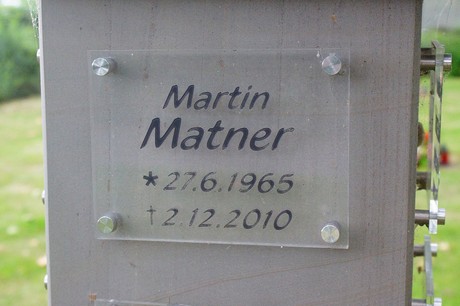 Martin
Matner
* 27.6.1965
† 2.12.2010